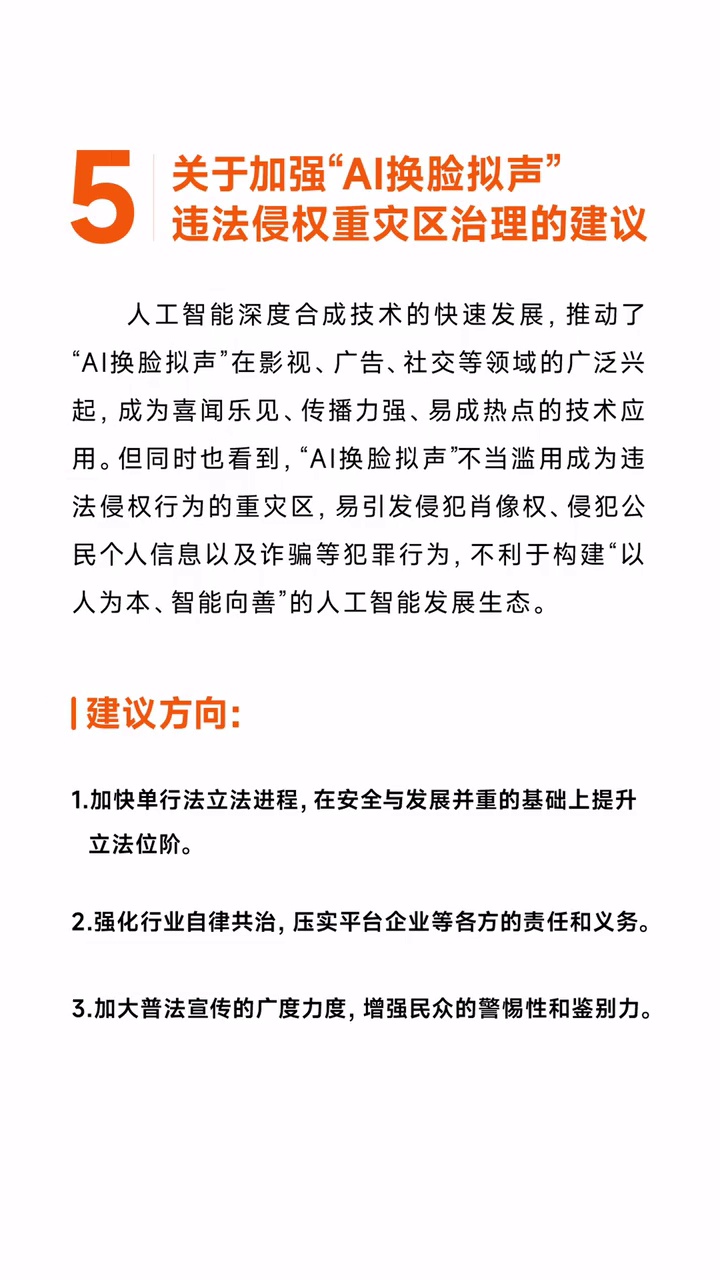 5
关于加强“AI换脸拟声”
违法侵权重灾区治理的建议
人工智能深度合成技术的快速发展，推动了
“AI换脸拟声”在影视、广告、社交等领域的广泛兴
起，成为喜闻乐见、传播力强、易成热点的技术应
用。但同时也看到，“AI换脸拟声”不当滥用成为违
法侵权行为的重灾区，易引发侵犯肖像权、侵犯公
民个人信息以及诈骗等犯罪行为，不利于构建“以
人为本、智能向善”的人工智能发展生态。
建议方向：
1.加快单行法立法进程，在安全与发展并重的基础上提升
立法位阶。
2.强化行业自律共治，压实平台企业等各方的责任和义务。
3.加大普法宣传的广度力度，增强民众的警惕性和鉴别力。